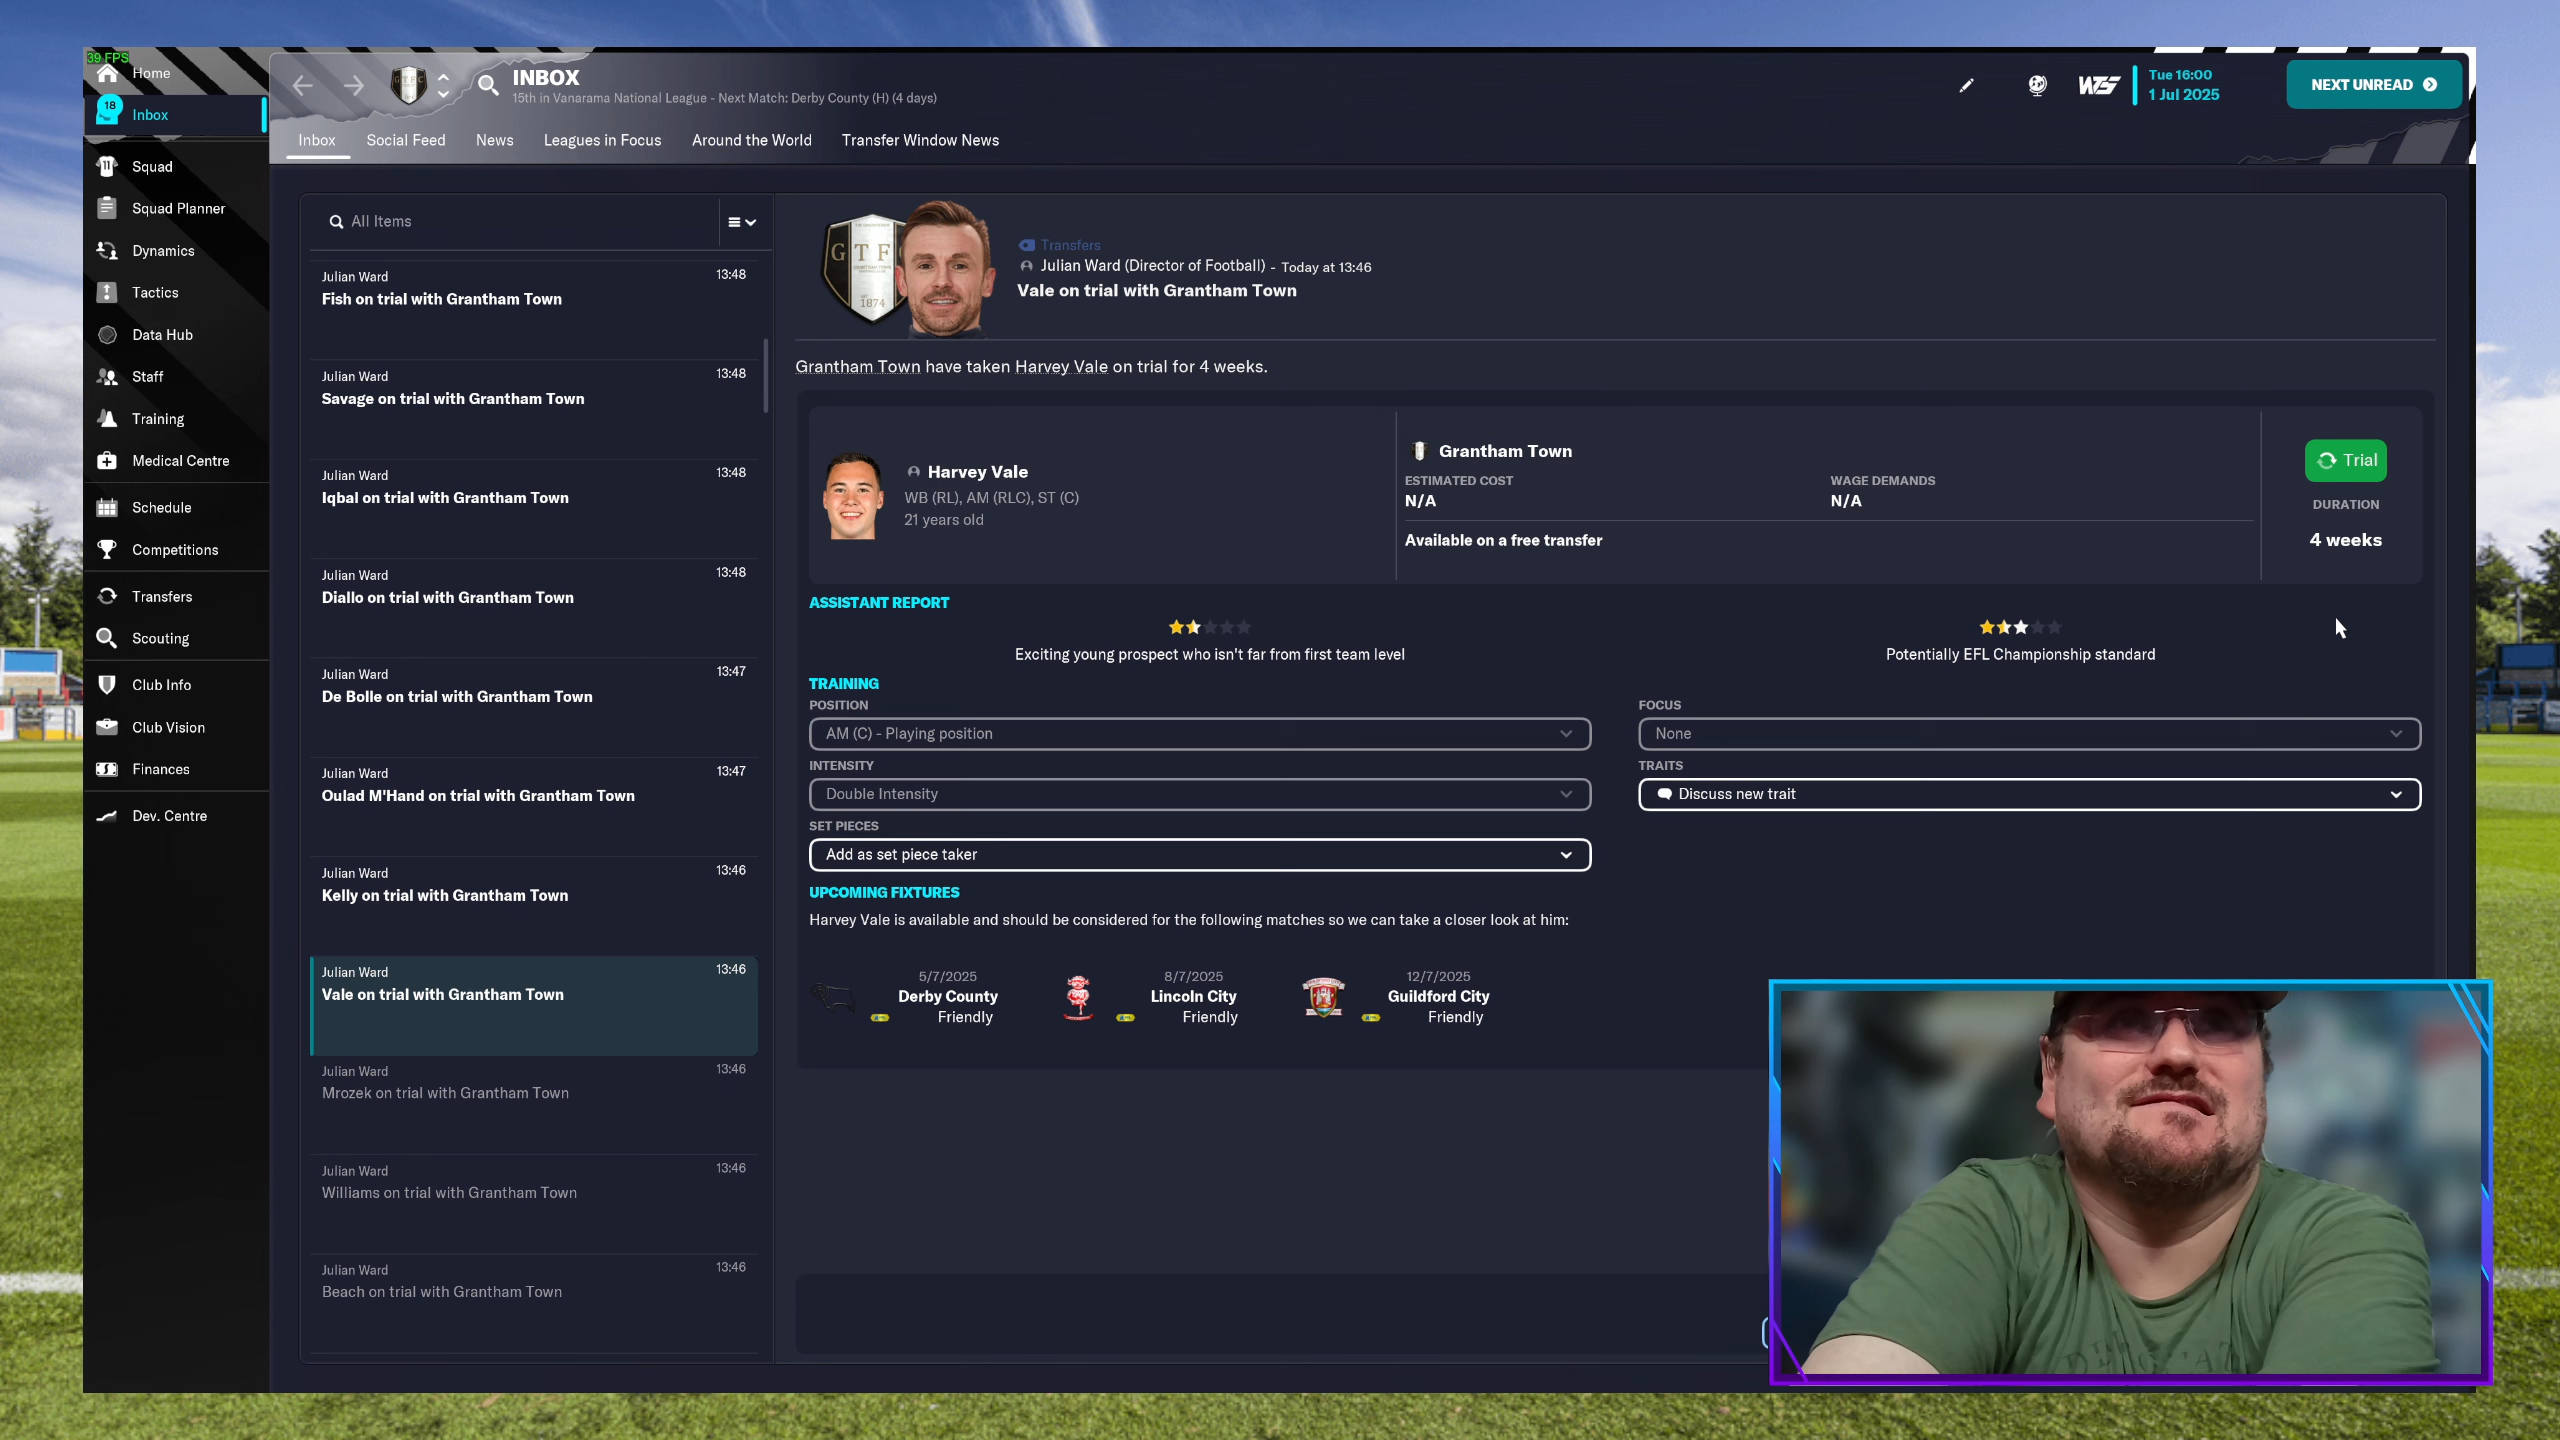 39 FPS
Home
18
Inbox
Squad
Squad Planner
Dynamics
Tactics
Data Hub
Staff
Training
Medical Centre
Schedule
Competitions
Transfers
Scouting
Club Info
Club Vision
Finances
Dev. Centre
INBOX
15th in Vanarama National League - Next Match: Derby County (H) (4 days)
Tue 16:00
1 Jul 2025
NEXT UNREAD
Inbox Social Feed News Leagues in Focus Around the World Transfer Window News
All Items
Julian Ward 13:48
Fish on trial with Grantham Town
Julian Ward 13:48
Savage on trial with Grantham Town
Julian Ward 13:48
Iqbal on trial with Grantham Town
Julian Ward 13:48
Diallo on trial with Grantham Town
Julian Ward 13:47
De Bolle on trial with Grantham Town
Julian Ward 13:47
Oulad M'Hand on trial with Grantham Town
Julian Ward 13:46
Kelly on trial with Grantham Town
Julian Ward 13:46
Vale on trial with Grantham Town
Julian Ward 13:46
Mrozek on trial with Grantham Town
Julian Ward 13:46
Williams on trial with Grantham Town
Julian Ward 13:46
Beach on trial with Grantham Town
G T F
1874
Transfers
Julian Ward (Director of Football) - Today at 13:46
Vale on trial with Grantham Town
Grantham Town have taken Harvey Vale on trial for 4 weeks.
Harvey Vale
WB (RL), AM (RLC), ST (C)
21 years old
Grantham Town
ESTIMATED COST WAGE DEMANDS
N/A N/A
Available on a free transfer
Trial
DURATION
4 weeks
ASSISTANT REPORT
Exciting young prospect who isn't far from first team level
Potentially EFL Championship standard
TRAINING
POSITION FOCUS
AM (C) - Playing position None
INTENSITY TRAITS
Double Intensity Discuss new trait
SET PIECES
Add as set piece taker
UPCOMING FIXTURES
Harvey Vale is available and should be considered for the following matches so we can take a closer look at him:
5/7/2025 8/7/2025 12/7/2025
Derby County Lincoln City Guildford City
Friendly Friendly Friendly